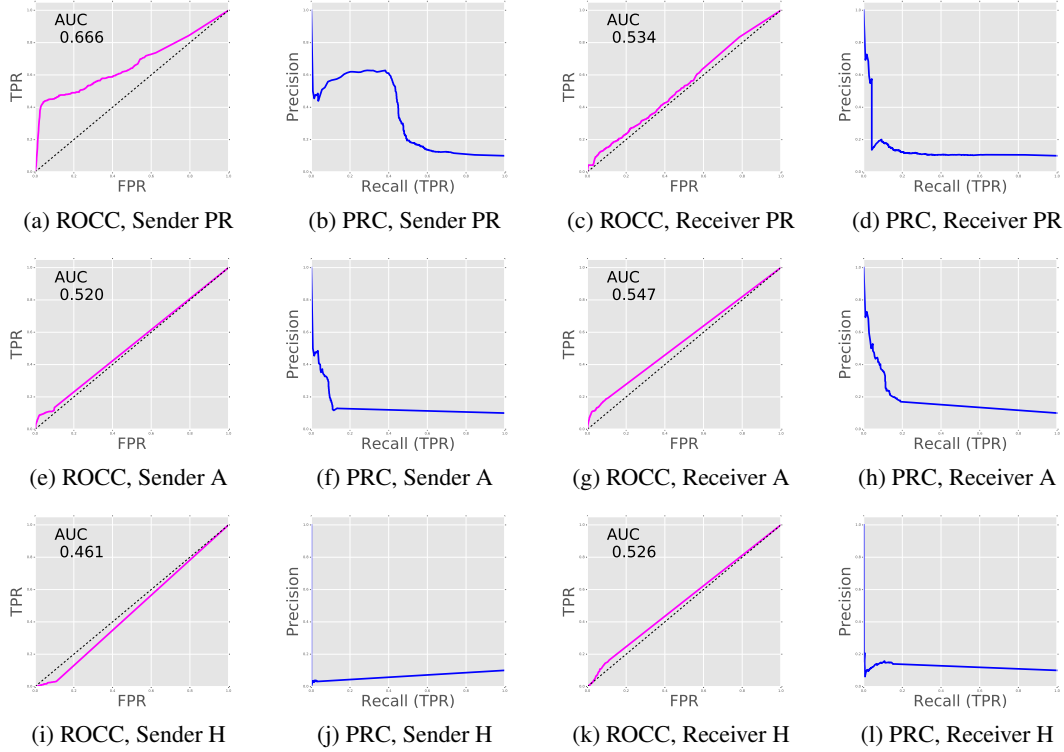 AUC
0.666
TPR
FPR
(a) ROCC, Sender PR
Precision
Recall (TPR)
(b) PRC, Sender PR
AUC
0.534
TPR
FPR
(c) ROCC, Receiver PR
Precision
Recall (TPR)
(d) PRC, Receiver PR
AUC
0.520
TPR
FPR
(e) ROCC, Sender A
Precision
Recall (TPR)
(f) PRC, Sender A
AUC
0.547
TPR
FPR
(g) ROCC, Receiver A
Precision
Recall (TPR)
(h) PRC, Receiver A
AUC
0.461
TPR
FPR
(i) ROCC, Sender H
Precision
Recall (TPR)
(j) PRC, Sender H
AUC
0.526
TPR
FPR
(k) ROCC, Receiver H
Precision
Recall (TPR)
(l) PRC, Receiver H